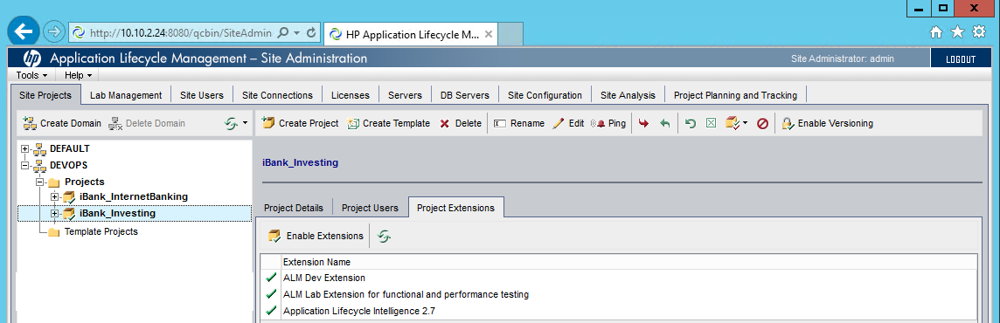 http://10.10.2.24:8080/qcbin/SiteAdmin
HP Application Lifecycle M...
hp Application Lifecycle Management – Site Administration
Site Administrator: admin
LOGOUT
Tools Help
Site Projects Lab Management Site Users Site Connections Licenses Servers DB Servers Site Configuration Site Analysis Project Planning and Tracking
Create Domain Delete Domain
Create Project Create Template Delete Rename Edit Ping Enable Versioning
DEFAULT
DEVOPS
Projects
iBank_InternetBanking
iBank_Investing
Template Projects
iBank_Investing
Project Details Project Users Project Extensions
Enable Extensions
Extension Name
ALM Dev Extension
ALM Lab Extension for functional and performance testing
Application Lifecycle Intelligence 2.7